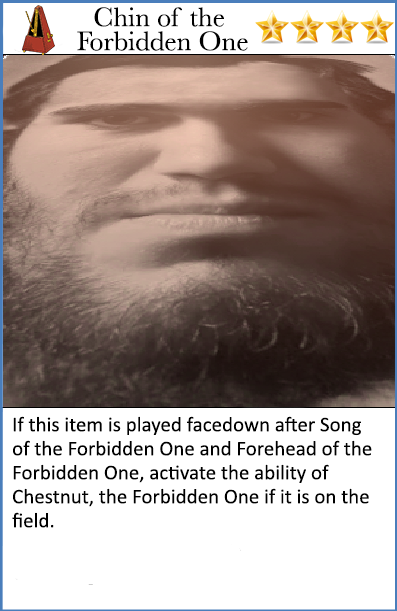 Chin of the
Forbidden One
If this item is played facedown after Song
of the Forbidden One and Forehead of the
Forbidden One, activate the ability of
Chestnut, the Forbidden One if it is on the
field.